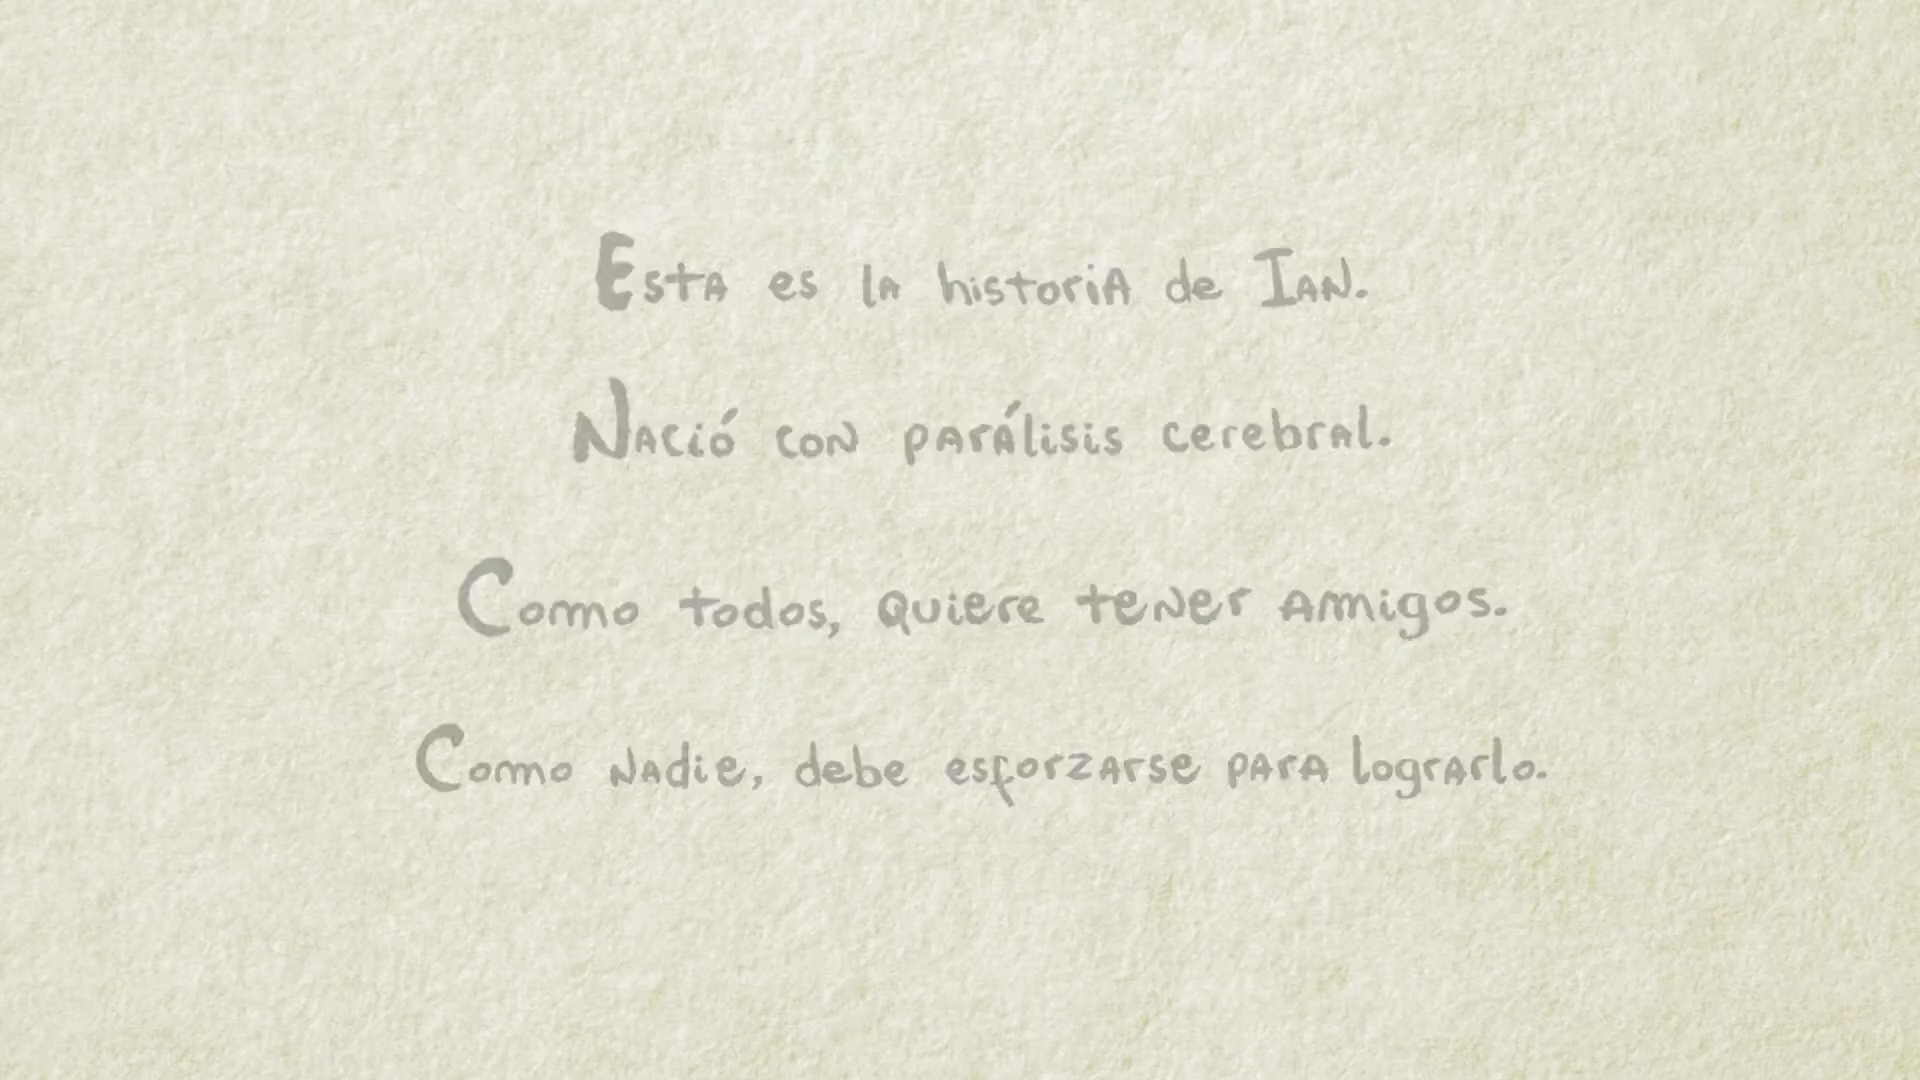 Esta es la historia de Ian.
Nació con parálisis cerebral.
Como todos, quiere tener amigos.
Como nadie, debe esforzarse para lograrlo.